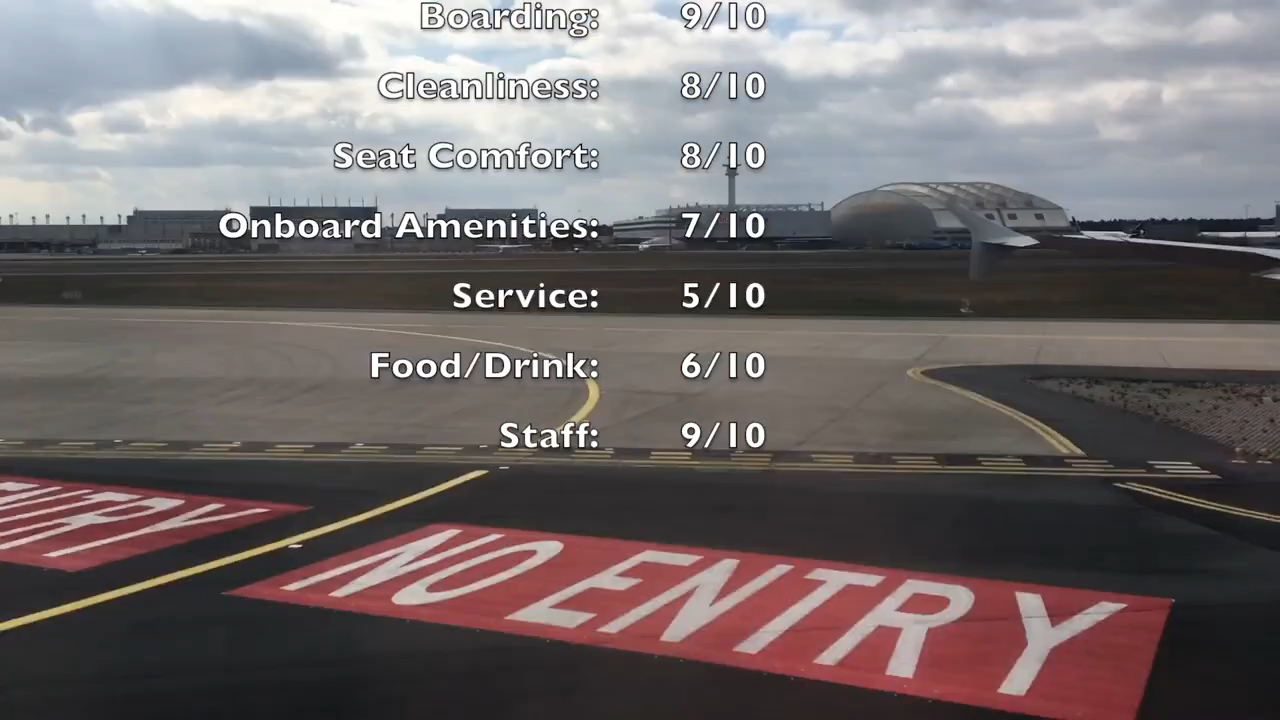 Boarding: 9/10
Cleanliness: 8/10
Seat Comfort: 8/10
Onboard Amenities: 7/10
Service: 5/10
Food/Drink: 6/10
Staff: 9/10
NTRY
NO ENTRY